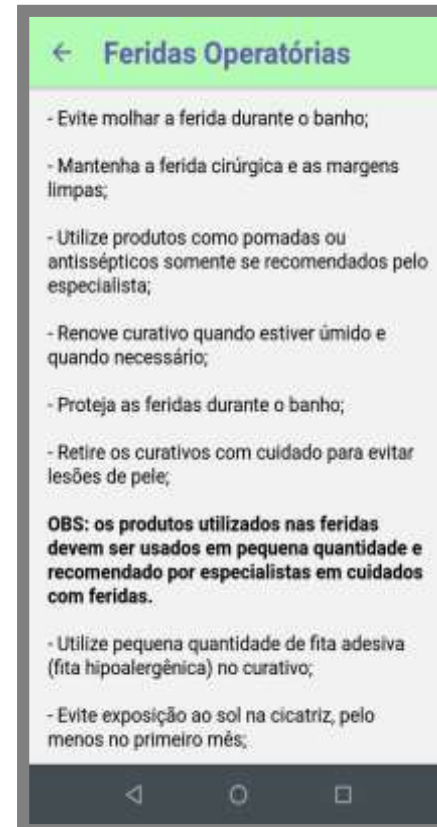 Feridas Operatórias
- Evite molhar a ferida durante o banho;
- Mantenha a ferida cirúrgica e as margens
limpas;
- Utilize produtos como pomadas ou
antissépticos somente se recomendados pelo
especialista;
- Renove curativo quando estiver úmido e
quando necessário;
- Proteja as feridas durante o banho;
- Retire os curativos com cuidado para evitar
lesões de pele;
OBS: os produtos utilizados nas feridas
devem ser usados em pequena quantidade e
recomendado por especialistas em cuidados
com feridas.
- Utilize pequena quantidade de fita adesiva
(fita hipoalergênica) no curativo;
- Evite exposição ao sol na cicatriz, pelo
menos no primeiro mês;